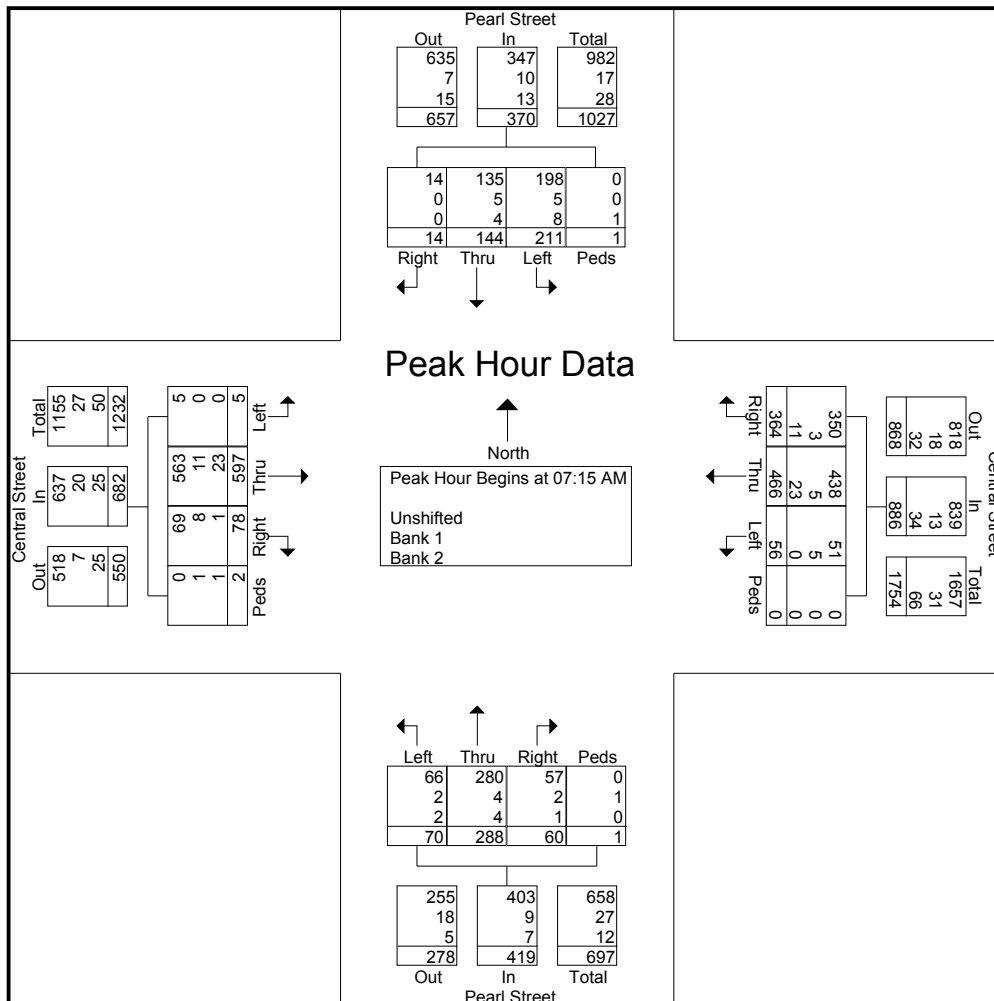 Pearl Street
Out In Total
635 347 982
7 10 17
15 13 28
657 370 1027
14 135 198 0
0 5 5 0
0 4 8 1
14 144 211 1
Right Thru Left Peds
Peak Hour Data
North
Peak Hour Begins at 07:15 AM
Unshifted
Bank 1
Bank 2
Central Street
Total In Out
1155 637 518
27 20 7
50 25 25
1232 682 550
5 563 69 0
0 11 8 1
0 23 1 1
5 597 78 2
Left Thru Right Peds
Central Street
Out In Total
818 839 1657
18 13 31
32 34 66
868 886 1754
350 438 51 0
3 5 5 0
11 23 0 0
364 466 56 0
Right Thru Left Peds
Left Thru Right Peds
66 280 57 0
2 4 2 1
2 4 1 0
70 288 60 1
255 403 658
18 9 27
5 7 12
278 419 697
Out In Total
Pearl Street